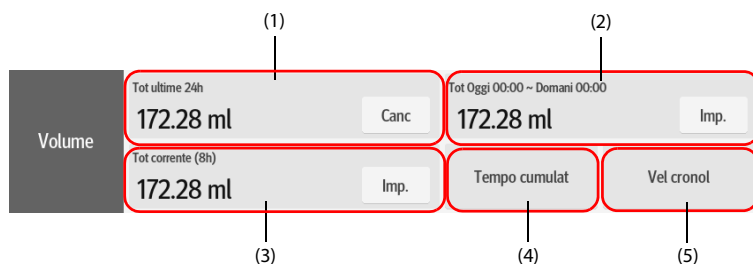 (1)
(2)
Volume
Tot ultime 24h
172.28 ml
Canc
Tot Oggi 00:00 ~ Domani 00:00
172.28 ml
Imp.
Tot corrente (8h)
172.28 ml
Imp.
Tempo cumulat
Vel cronol
(3)
(4)
(5)